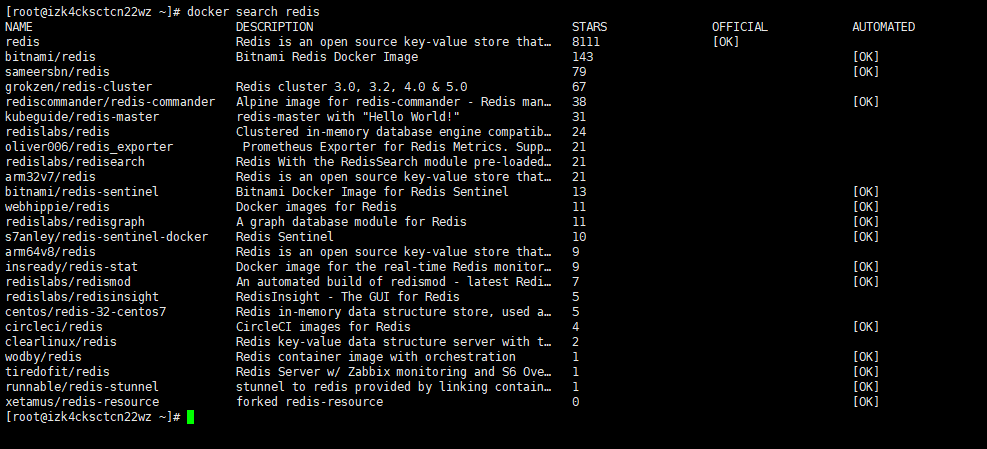 [root@izk4cksctcn22wz ~]# docker search redis
NAME DESCRIPTION STARS OFFICIAL AUTOMATED
redis Redis is an open source key-value store that… 8111 [OK]
bitnami/redis Bitnami Redis Docker Image 143 [OK]
sameersbn/redis 79 [OK]
grokzen/redis-cluster Redis cluster 3.0, 3.2, 4.0 & 5.0 67
rediscommander/redis-commander Alpine image for redis-commander - Redis man… 38 [OK]
kubeguide/redis-master redis-master with "Hello World!" 31
redislabs/redis Clustered in-memory database engine compatib… 24
oliver006/redis_exporter Prometheus Exporter for Redis Metrics. Supp… 21
redislabs/redisearch Redis With the RedisSearch module pre-loaded… 21
arm32v7/redis Redis is an open source key-value store that… 21
bitnami/redis-sentinel Bitnami Docker Image for Redis Sentinel 13 [OK]
webhippie/redis Docker images for Redis 11 [OK]
redislabs/redisgraph A graph database module for Redis 11 [OK]
s7anley/redis-sentinel-docker Redis Sentinel 10 [OK]
arm64v8/redis Redis is an open source key-value store that… 9
insready/redis-stat Docker image for the real-time Redis monitor… 9 [OK]
redislabs/redismod An automated build of redismod - latest Redi… 7 [OK]
redislabs/redisinsight RedisInsight - The GUI for Redis 5
centos/redis-32-centos7 Redis in-memory data structure store, used a… 5
circleci/redis CircleCI images for Redis 4 [OK]
clearlinux/redis Redis key-value data structure server with t… 2
wodby/redis Redis container image with orchestration 1 [OK]
tiredofit/redis Redis Server w/ Zabbix monitoring and S6 Ove… 1 [OK]
runnable/redis-stunnel stunnel to redis provided by linking contain… 1 [OK]
xetamus/redis-resource forked redis-resource 0 [OK]
[root@izk4cksctcn22wz ~]#